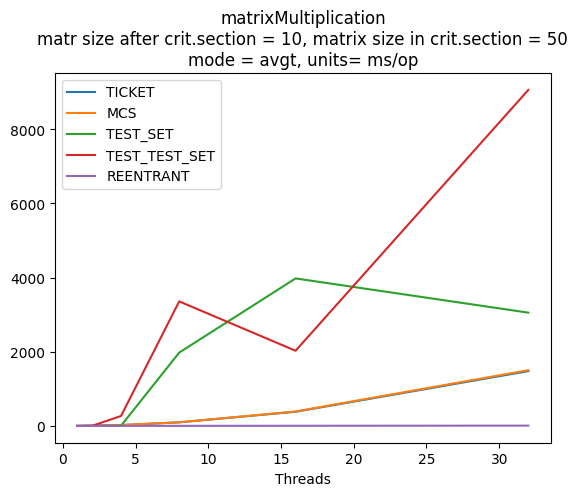 matrixMultiplication
matr size after crit.section = 10, matrix size in crit.section = 50
mode = avgt, units= ms/op
TICKET
MCS
TEST_SET
TEST_TEST_SET
REENTRANT
8000
6000
4000
2000
0
0 5 10 15 20 25 30
Threads